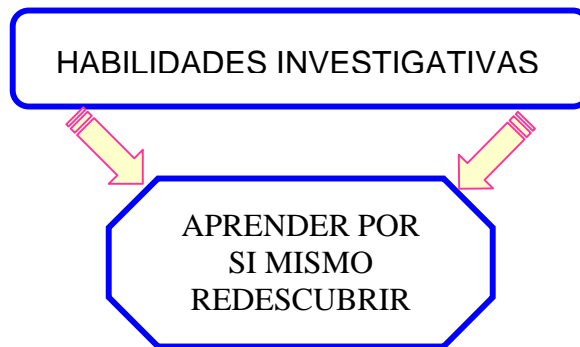 HABILIDADES INVESTIGATIVAS
APRENDER POR
SI MISMO
REDESCUBRIR